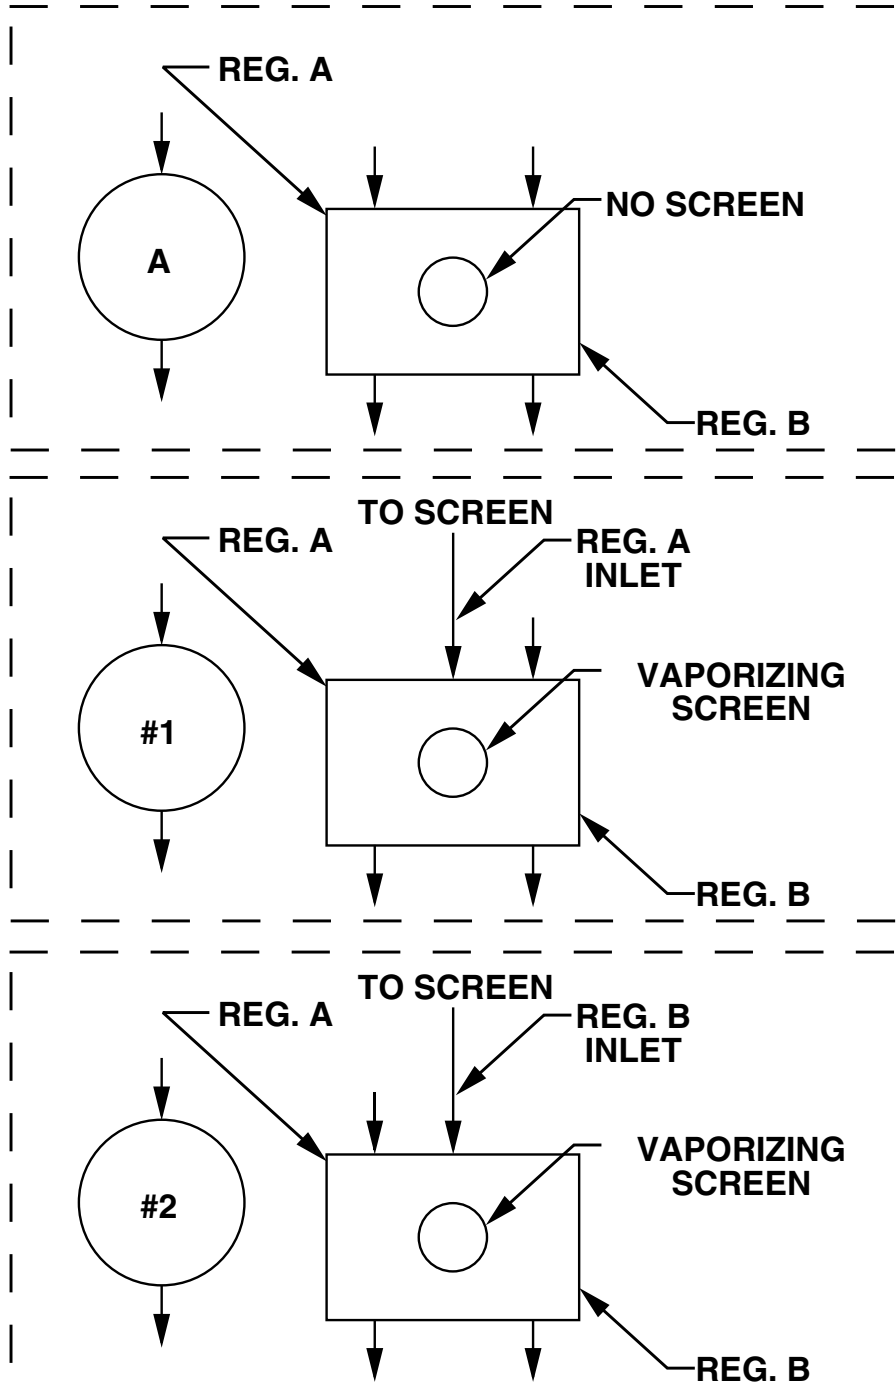 REG. A
NO SCREEN
A
REG. B
TO SCREEN
REG. A
REG. A
INLET
VAPORIZING
SCREEN
#1
REG. B
TO SCREEN
REG. A
REG. B
INLET
VAPORIZING
SCREEN
#2
REG. B